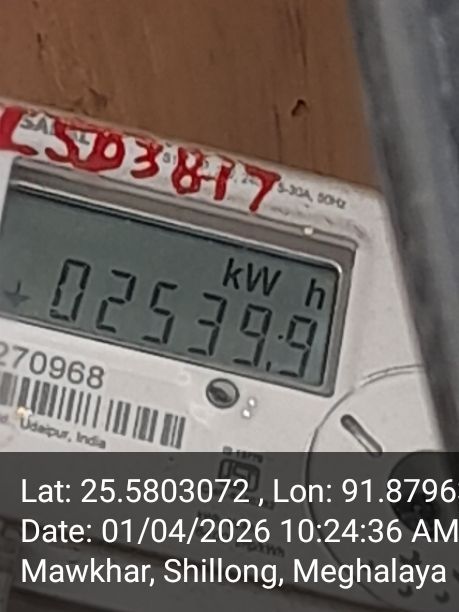 LSD3817
5-30A, 50Hz
kW h
02539.9
270968
Udaipur, India
Lat: 25.5803072 , Lon: 91.8796
Date: 01/04/2026 10:24:36 AM
Mawkhar, Shillong, Meghalaya